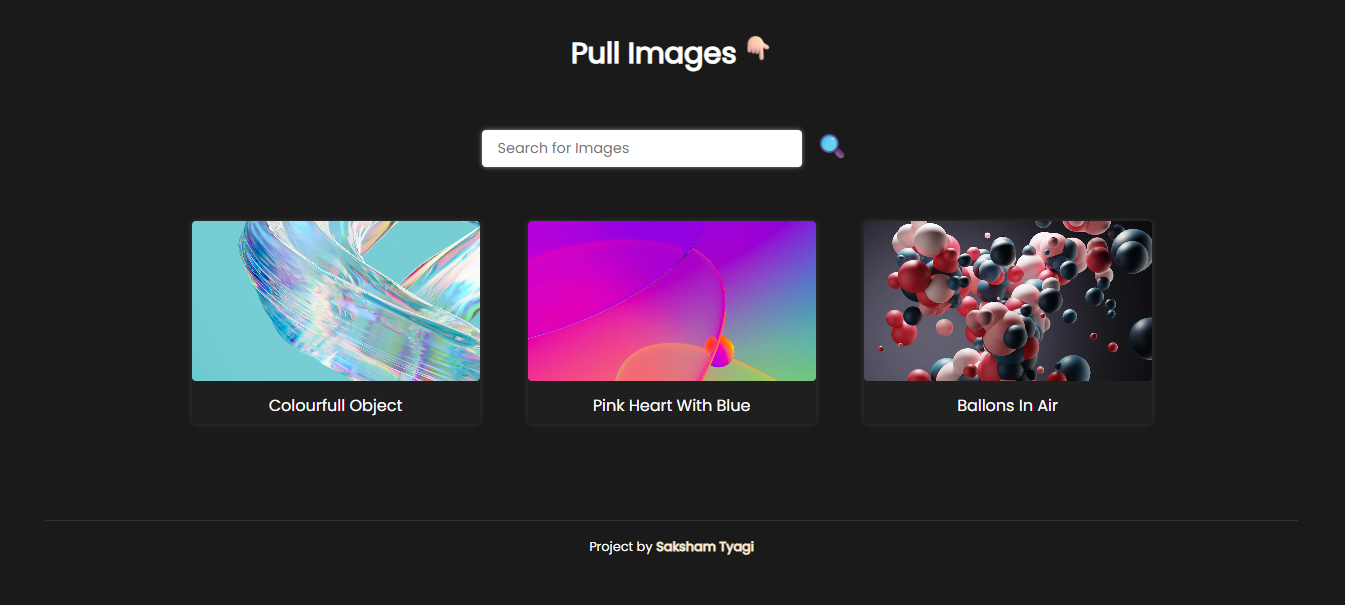 Pull Images 👇🏻
Search for Images
Colourfull Object
Pink Heart With Blue
Ballons In Air
Project by Saksham Tyagi